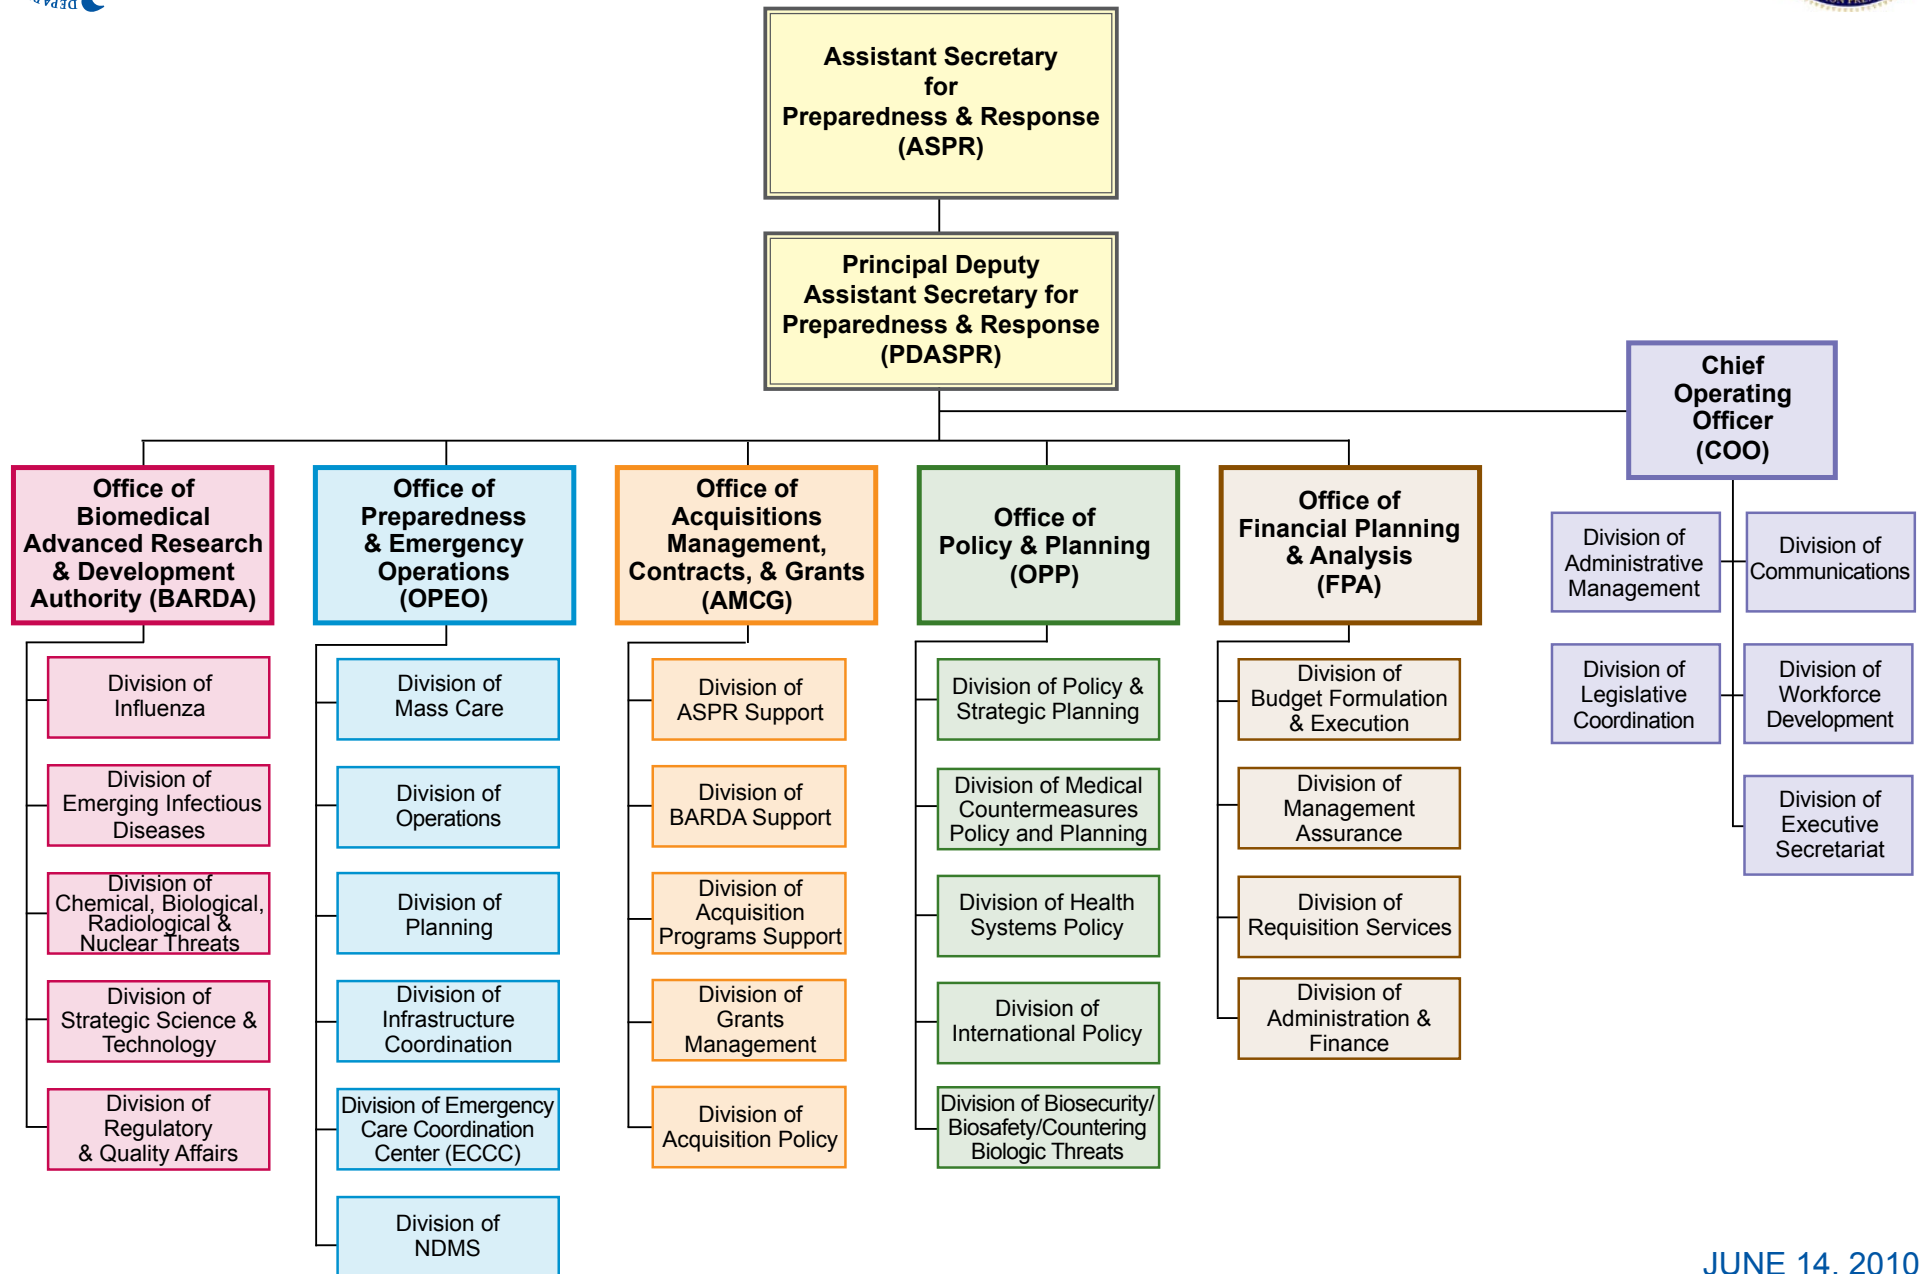 Assistant Secretary
for
Preparedness & Response
(ASPR)
Principal Deputy
Assistant Secretary for
Preparedness & Response
(PDASPR)
Chief
Operating
Officer
(COO)
Office of
Biomedical
Advanced Research
& Development
Authority (BARDA)
Office of
Preparedness
& Emergency
Operations
(OPEO)
Office of
Acquisitions
Management,
Contracts, & Grants
(AMCG)
Office of
Policy & Planning
(OPP)
Office of
Financial Planning
& Analysis
(FPA)
Division of
Administrative
Management
Division of
Communications
Division of
Legislative
Coordination
Division of
Workforce
Development
Division of
Executive
Secretariat
Division of
Influenza
Division of
Emerging Infectious
Diseases
Division of
Chemical, Biological,
Radiological &
Nuclear Threats
Division of
Strategic Science &
Technology
Division of
Regulatory
& Quality Affairs
Division of
Mass Care
Division of
Operations
Division of
Planning
Division of
Infrastructure
Coordination
Division of Emergency
Care Coordination
Center (ECCC)
Division of
NDMS
Division of
ASPR Support
Division of
BARDA Support
Division of
Acquisition
Programs Support
Division of
Grants
Management
Division of
Acquisition Policy
Division of Policy &
Strategic Planning
Division of Medical
Countermeasures
Policy and Planning
Division of Health
Systems Policy
Division of
International Policy
Division of Biosecurity/
Biosafety/Countering
Biologic Threats
Division of
Budget Formulation
& Execution
Division of
Management
Assurance
Division of
Requisition Services
Division of
Administration &
Finance
JUNE 14, 2010